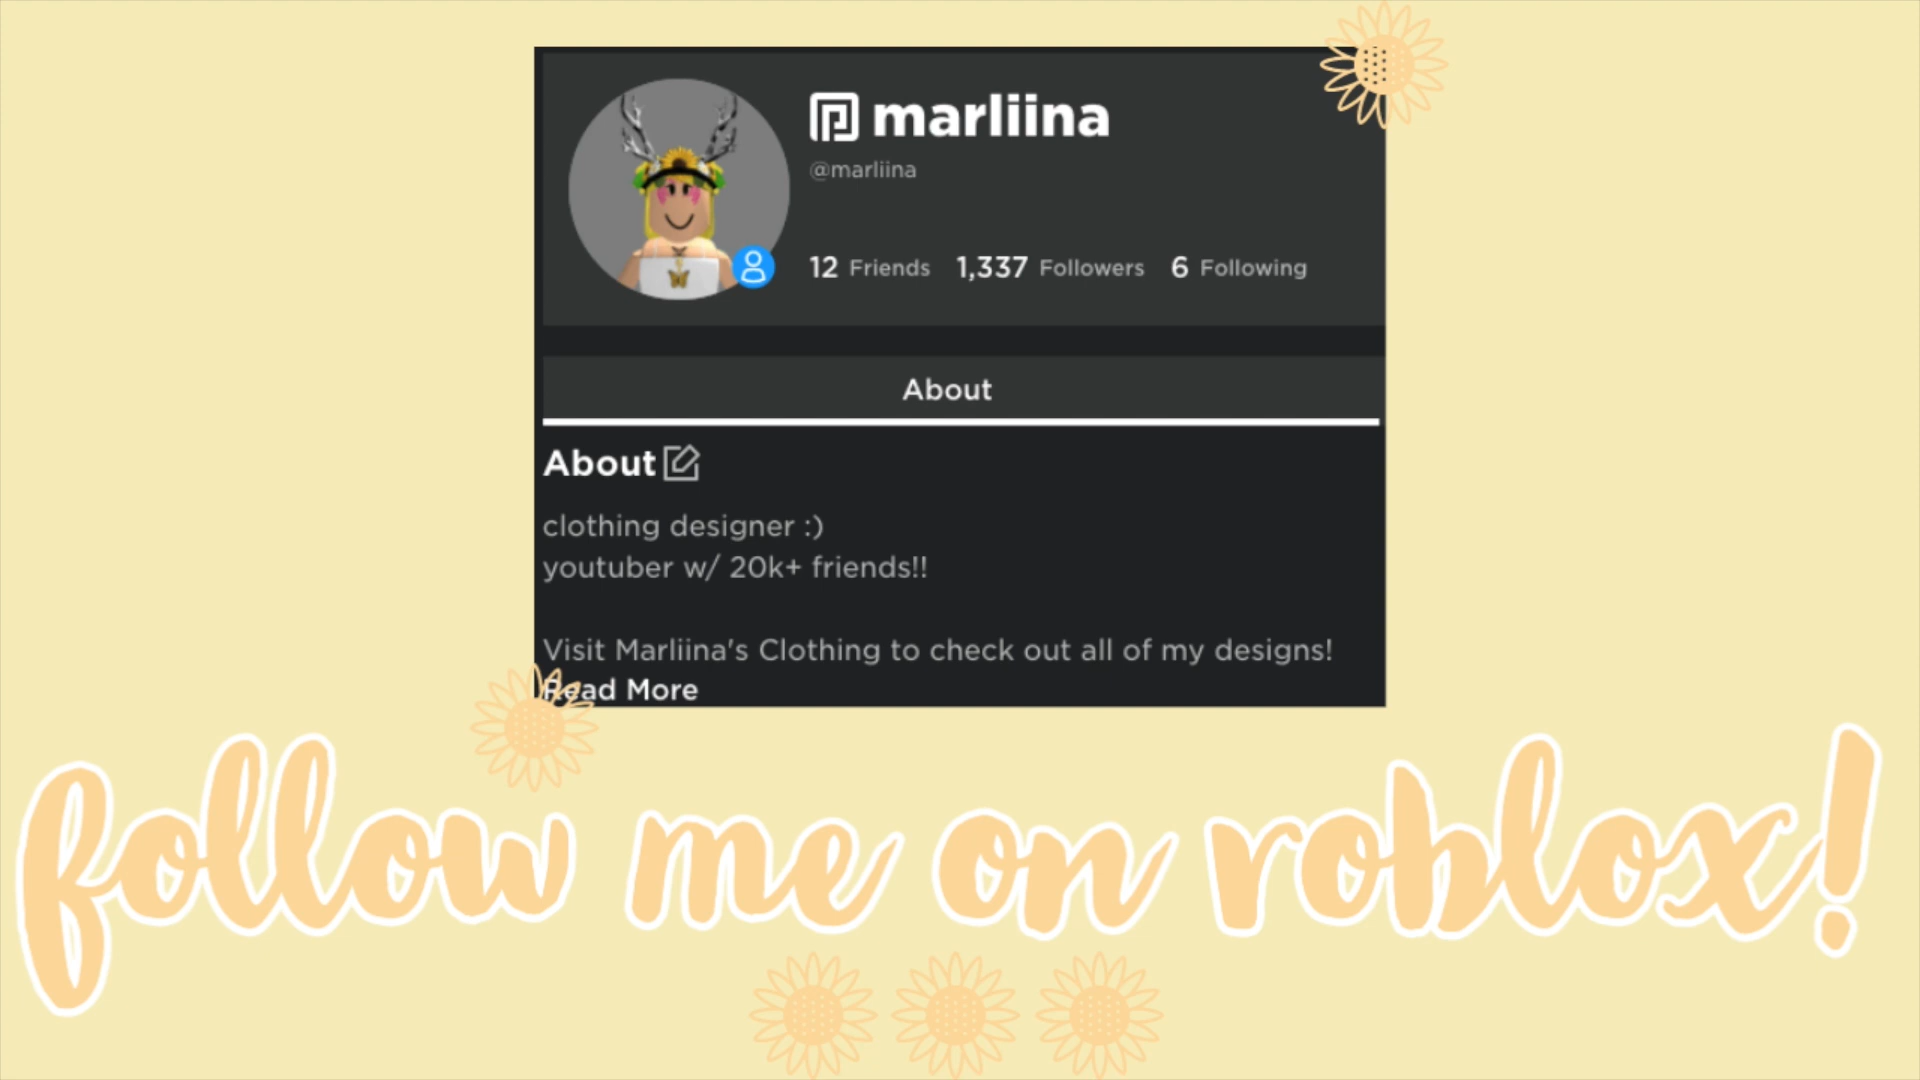 marliina
@marliina
12 Friends 1,337 Followers 6 Following
About
About
clothing designer :)
youtuber w/ 20k+ friends!!
Visit Marliina's Clothing to check out all of my designs!
Read More
follow me on roblox!